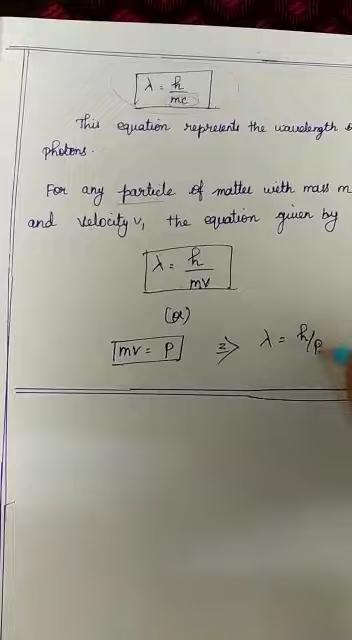 λ = h/mc
This equation represents the wavelength
photons.
For any particle of matter with mass m
and velocity v, the equation given by
λ = h/mv
(or)
mv = P ⇒ λ = h/p